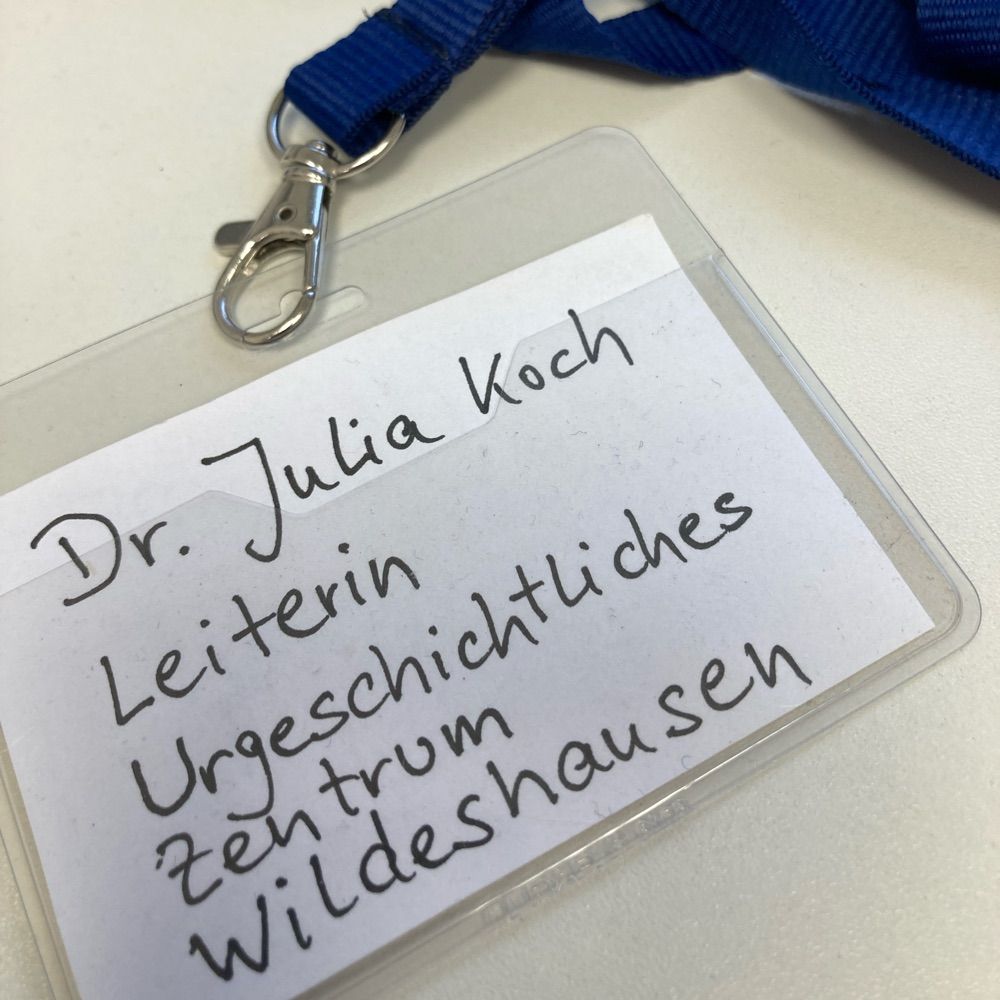 Dr. Julia Koch
Leiterin
Urgeschichtliches
Zentrum
Wildeshausen